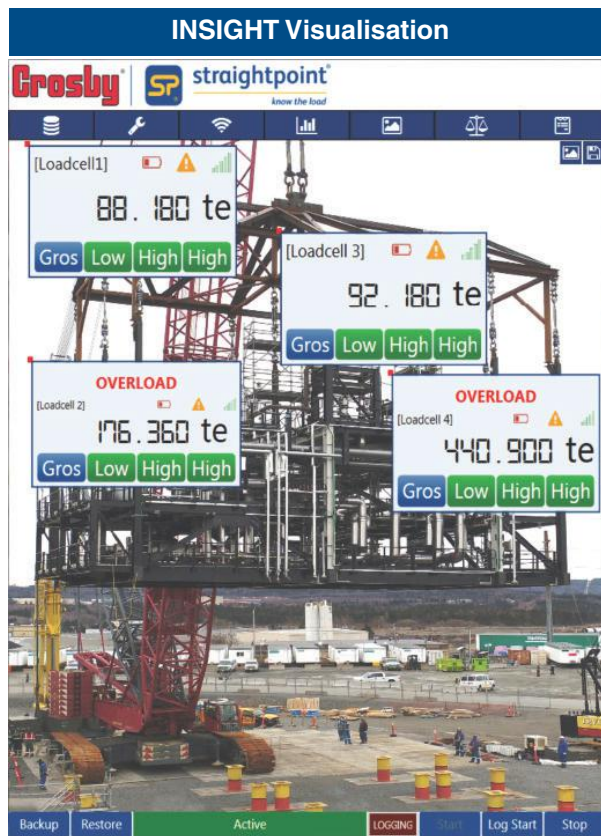 INSIGHT Visualisation
Crosby SP straightpoint
know the load
[Loadcell1]
88.180 te
Gros Low High High
[Loadcell 3]
92.180 te
Gros Low High High
OVERLOAD
[Loadcell 2]
176.360 te
Gros Low High High
OVERLOAD
[Loadcell 4]
440.900 te
Gros Low High High
Backup Restore Active LOGGING Start Log Start Stop